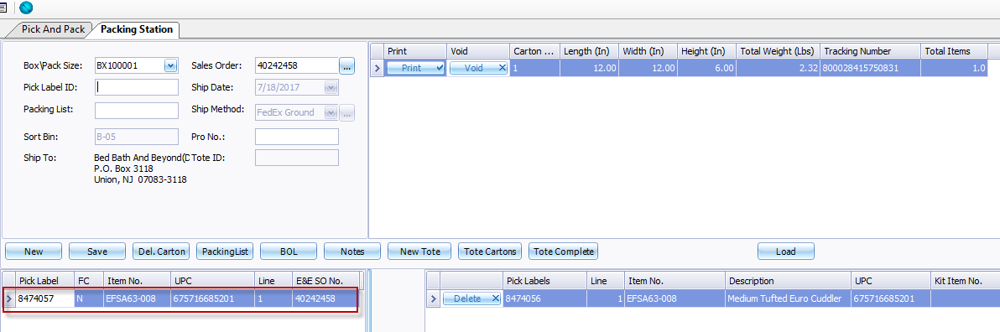 Pick And Pack Packing Station
Box\Pack Size: BX100001 Sales Order: 40242458 ...
Pick Label ID: Ship Date: 7/18/2017
Packing List: Ship Method: FedEx Ground ...
Sort Bin: B-05 Pro No.:
Ship To: Bed Bath And Beyond(D Tote ID:
P.O. Box 3118
Union, NJ 07083-3118
Print Void Carton ... Length (In) Width (In) Height (In) Total Weight (Lbs) Tracking Number Total Items
Print Void 1 12.00 12.00 6.00 2.32 800028415750831 1.0
New Save Del. Carton PackingList BOL Notes New Tote Tote Cartons Tote Complete Load
Pick Label FC Item No. UPC Line E&E SO No.
8474057 N EFSA63-008 675716685201 1 40242458
Pick Labels Line Item No. Description UPC Kit Item No.
Delete 8474056 1 EFSA63-008 Medium Tufted Euro Cuddler 675716685201